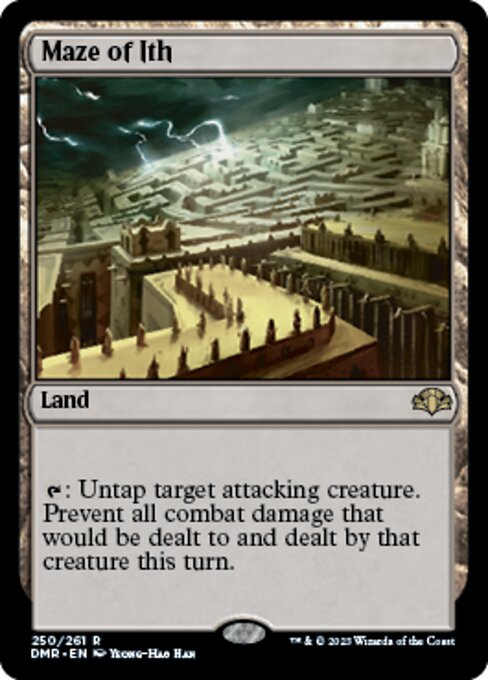 Maze of Ith
Land
: Untap target attacking creature.
Prevent all combat damage that
would be dealt to and dealt by that
creature this turn.
250/261 R
DMR • EN Yeong-Hao Han
™ & © 2023 Wizards of the Coast